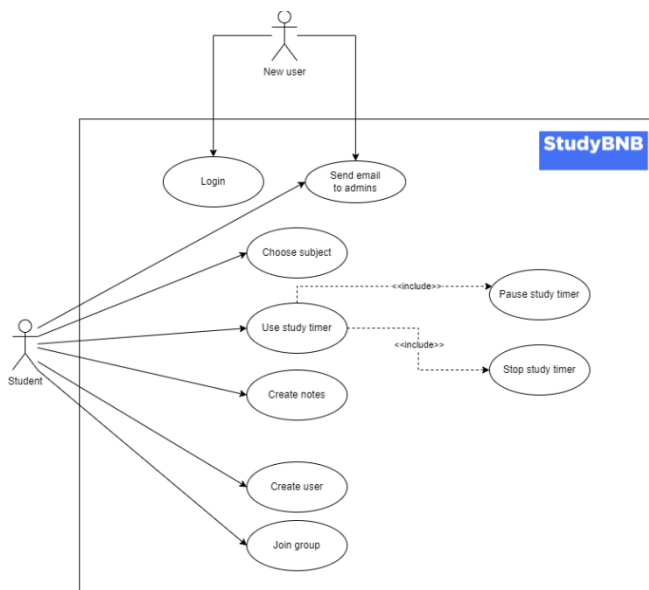 New user
StudyBNB
Login
Send email
to admins
Choose subject
<<include>>
Pause study timer
Use study timer
<<include>>
Stop study timer
Student
Create notes
Create user
Join group